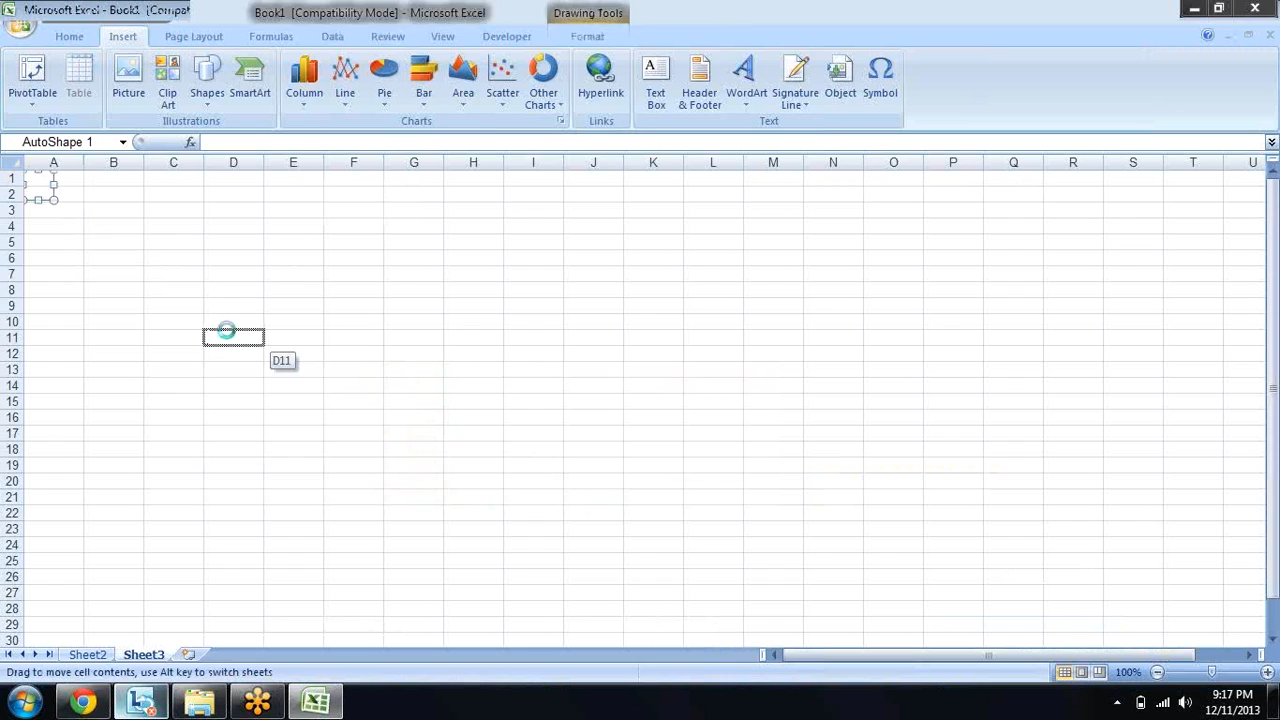 Microsoft Excel - Book1 [Compat
Book1 [Compatibility Mode] - Microsoft Excel
Drawing Tools
Home Insert Page Layout Formulas Data Review View Developer Format
PivotTable Table Picture Clip Art Shapes SmartArt Column Line Pie Bar Area Scatter Other Charts Hyperlink Text Box Header & Footer WordArt Signature Line Object Symbol
Tables Illustrations Charts Links Text
AutoShape 1 fx
A B C D E F G H I J K L M N O P Q R S T U
1
2
3
4
5
6
7
8
9
10
11
D11
12
13
14
15
16
17
18
19
20
21
22
23
24
25
26
27
28
29
30
Sheet2 Sheet3
Drag to move cell contents, use Alt key to switch sheets 100%
9:17 PM
12/11/2013